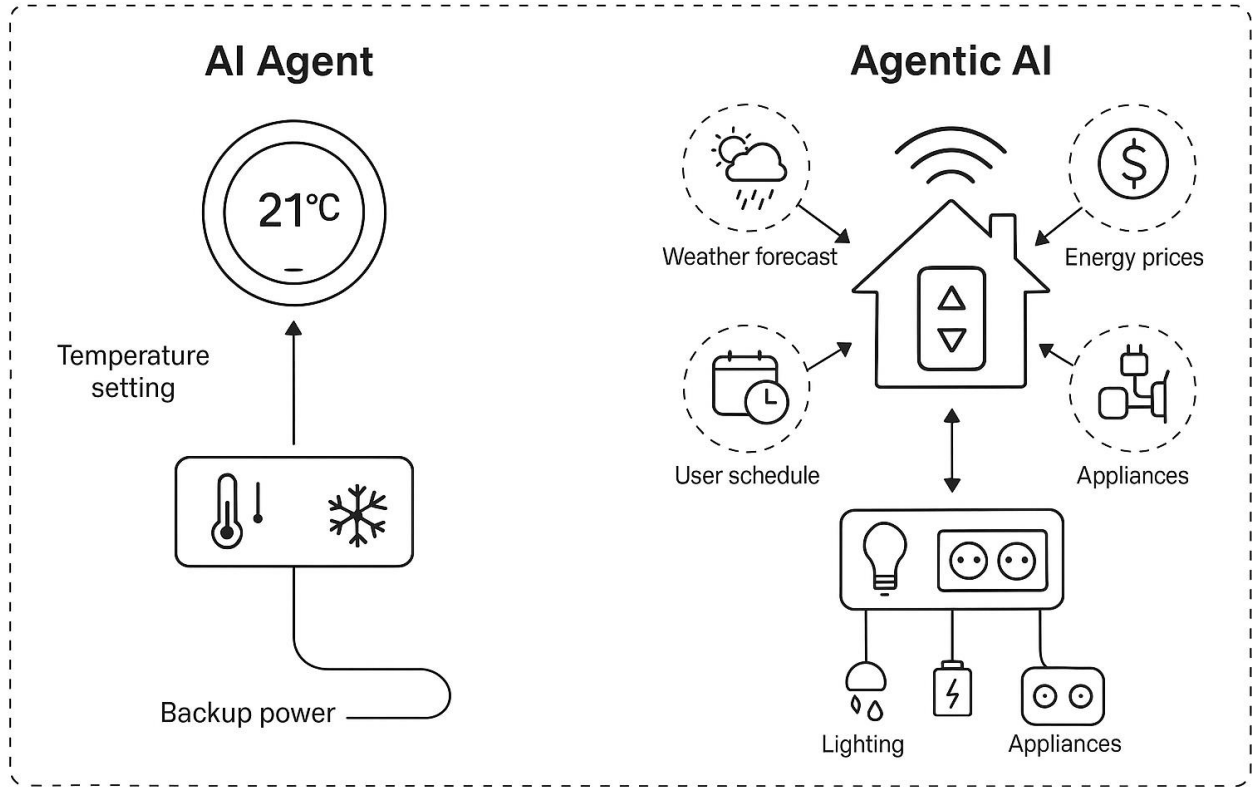 AI Agent
21°C
Temperature
setting
Backup power
Agentic AI
$
Weather forecast
Energy prices
User schedule
Appliances
Lighting
Appliances